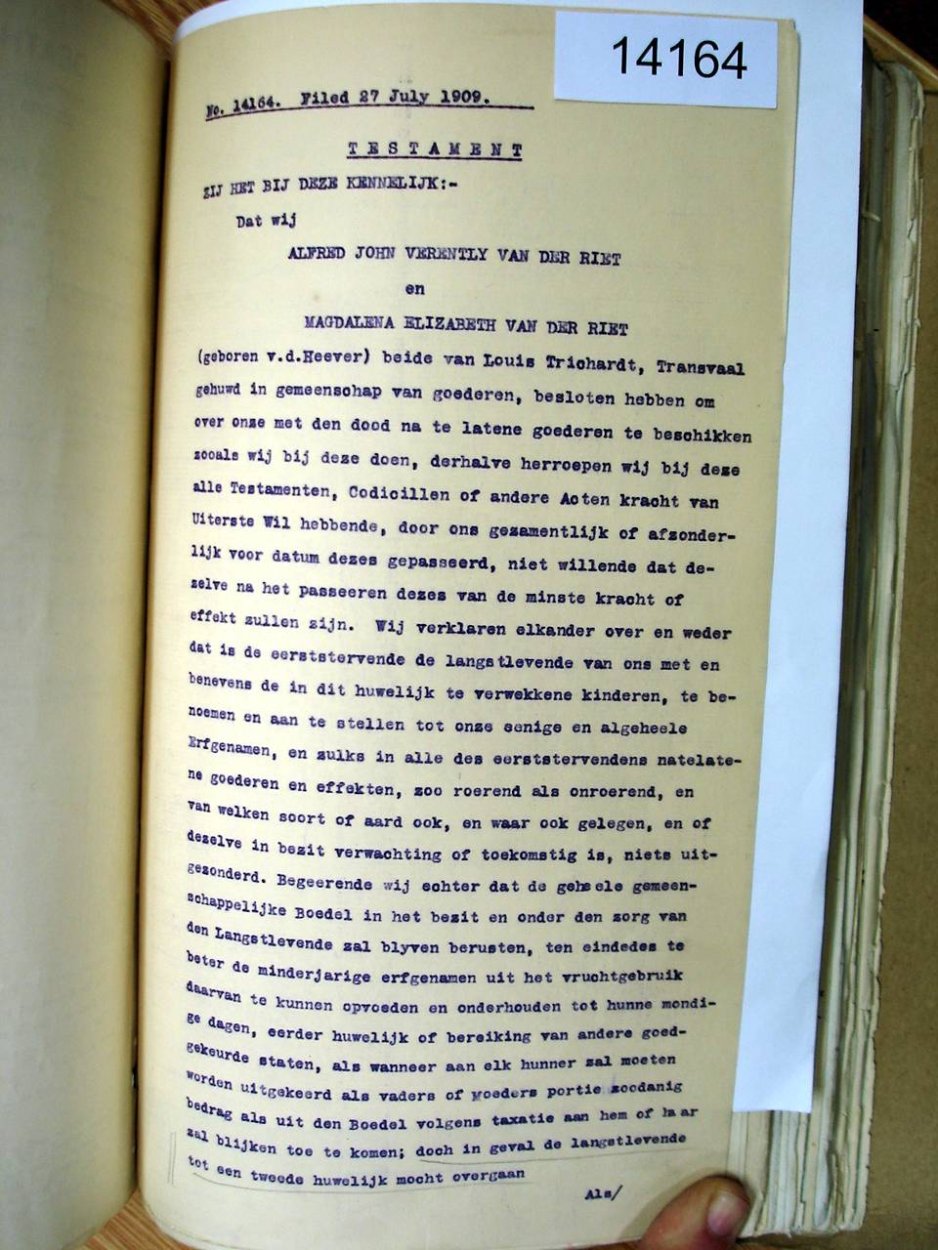 14164
No. 14164. Filed 27 July 1909.
TESTAMENT
ZIJ HET BIJ DEZE KENNELIJK:-
Dat wij
ALFRED JOHN VERENTLY VAN DER RIET
en
MAGDALENA ELIZABETH VAN DER RIET
(geboren v.d.Heever) beide van Louis Trichardt, Transvaal
gehuwd in gemeenschap van goederen, besloten hebben om
over onze met den dood na te latene goederen te beschikken
zooals wij bij deze doen, derhalve herroepen wij bij deze
alle Testamenten, Codicillen of andere Acten kracht van
Uiterste Wil hebbende, door ons gezamentlijk of afzonder-
lijk voor datum dezes gepasseerd, niet willende dat de-
zelve na het passeeren dezes van de minste kracht of
effekt zullen zijn. Wij verklaren elkander over en weder
dat is de eerststervende de langstlevende van ons met en
benevens de in dit huwelijk te verwekkene kinderen, te be-
noemen en aan te stellen tot onze eenige en algeheele
Erfgenamen, en zulks in alle des eerststervendens natelate-
ne goederen en effekten, zoo roerend als onroerend, en
van welken soort of aard ook, en waar ook gelegen, en of
dezelve in bezit verwachting of toekomstig is, niets uit-
gezonderd. Begeerende wij echter dat de geheele gemeen-
schappelijke Boedel in het bezit en onder den zorg van
den Langstlevende zal blyven berusten, ten eindedes te
beter de minderjarige erfgenamen uit het vruchtgebruik
daarvan te kunnen opvoeden en onderhouden tot hunne mondi-
ge dagen, eerder huwelijk of bereiking van andere goed-
gekeurde staten, als wanneer aan elk hunner zal moeten
worden uitgekeerd als vaders of moeders portie zoodanig
bedrag als uit den Boedel volgens taxatie aan hem of haar
zal blijken toe te komen; doch in geval de langstlevende
tot een tweede huwelijk mocht overgaan
Als/